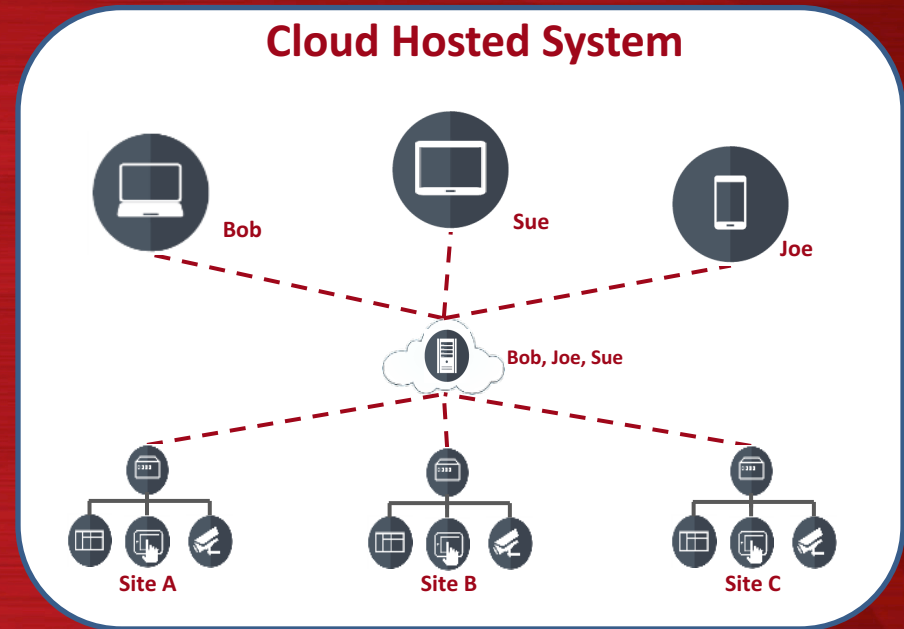 Cloud Hosted System
Bob
Sue
Joe
Bob, Joe, Sue
Site A
Site B
Site C